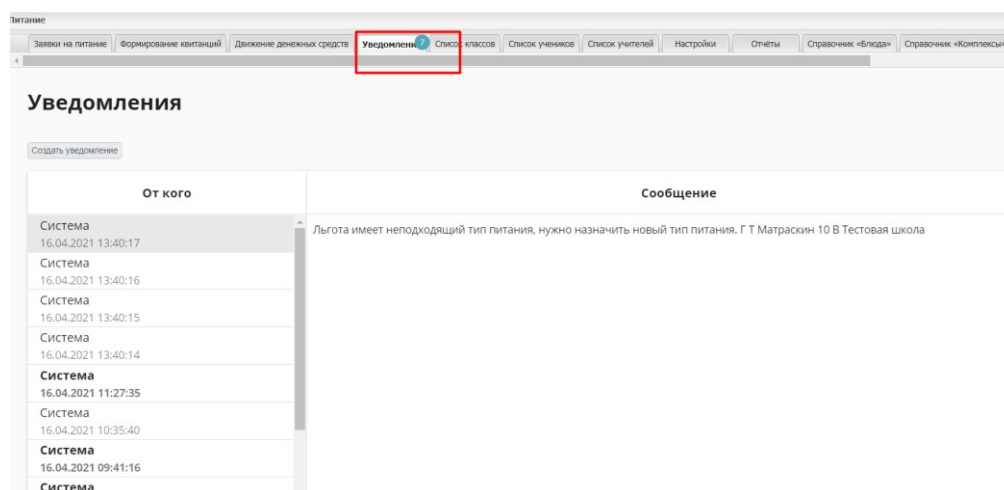 Питание
Заявки на питание Формирование квитанций Движение денежных средств Уведомлени 7 Список классов Список учеников Список учителей Настройки Отчёты Справочник «Блюда» Справочник «Комплексы»
Уведомления
Создать уведомление
От кого Сообщение
Система
16.04.2021 13:40:17
Льгота имеет неподходящий тип питания, нужно назначить новый тип питания. Г Т Матраскин 10 В Тестовая школа
Система
16.04.2021 13:40:16
Система
16.04.2021 13:40:15
Система
16.04.2021 13:40:14
Система
16.04.2021 11:27:35
Система
16.04.2021 10:35:40
Система
16.04.2021 09:41:16
Система